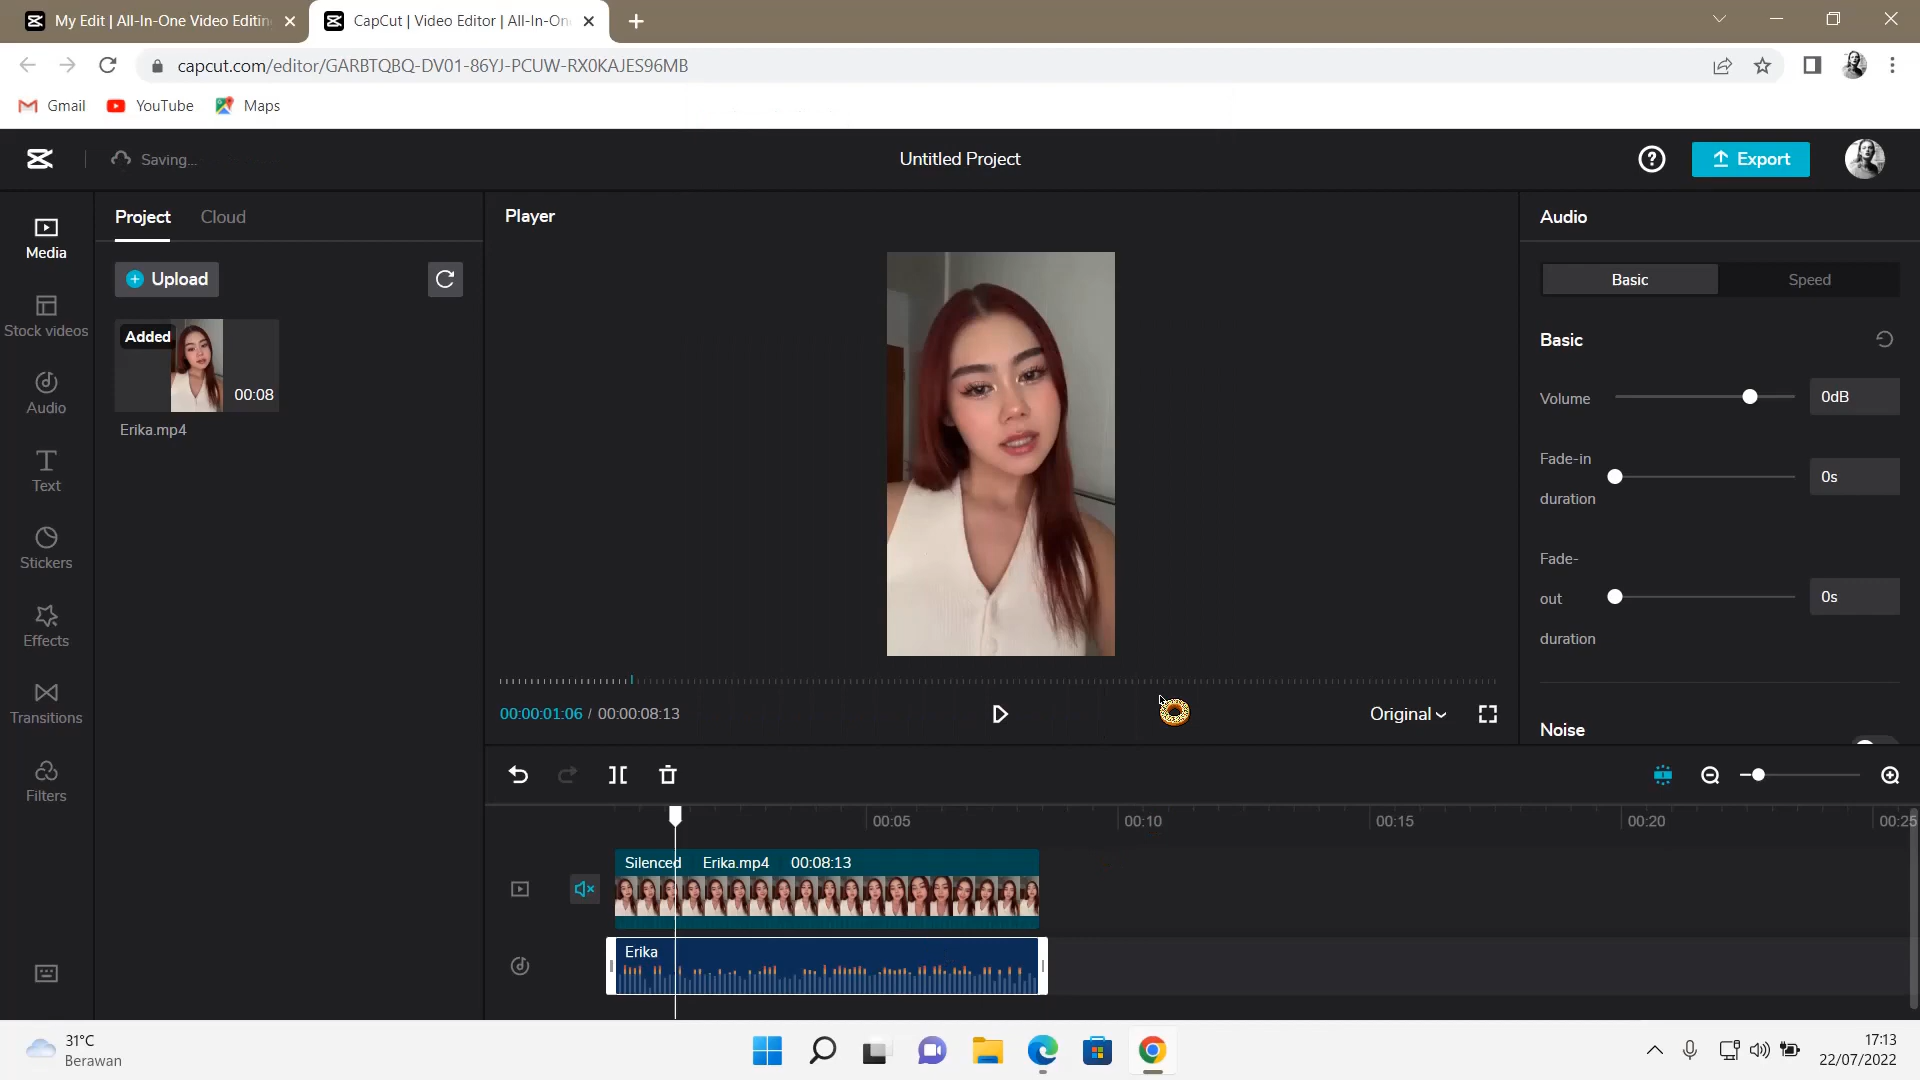 My Edit | All-In-One Video Editin
CapCut | Video Editor | All-In-On
capcut.com/editor/GARBTQBQ-DV01-86YJ-PCUW-RX0KAJES96MB
Gmail
YouTube
Maps
Saving...
Untitled Project
Export
Media
Stock videos
Audio
Text
Stickers
Effects
Transitions
Filters
Project
Cloud
Upload
Added
00:08
Erika.mp4
Player
00:00:01:06 / 00:00:08:13
Original
Audio
Basic
Speed
Basic
Volume
0dB
Fade-in
duration
0s
Fade-
out
duration
0s
Noise
00:05
00:10
00:15
00:20
00:25
Silenced Erika.mp4 00:08:13
Erika
31°C
Berawan
17:13
22/07/2022